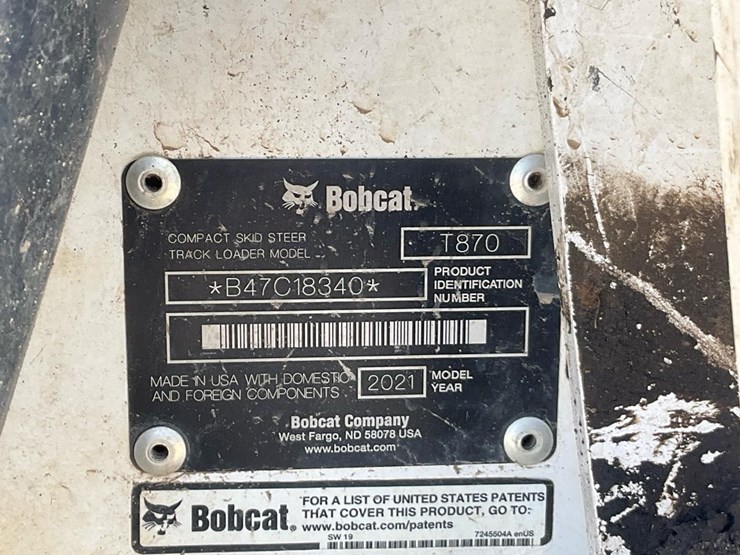 Bobcat.
COMPACT SKID STEER
TRACK LOADER MODEL
T870
*B47C18340*
PRODUCT
IDENTIFICATION
NUMBER
MADE IN USA WITH DOMESTIC
AND FOREIGN COMPONENTS
2021
MODEL
YEAR
Bobcat Company
West Fargo, ND 58078 USA
www.bobcat.com
Bobcat.
FOR A LIST OF UNITED STATES PATENTS
THAT COVER THIS PRODUCT, GO TO:
www.bobcat.com/patents
SW 19
7245504A enUS